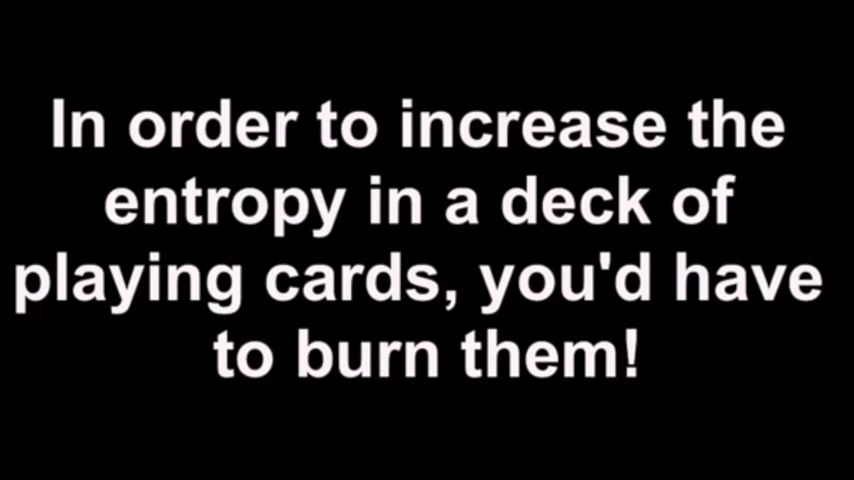 In order to increase the
entropy in a deck of
playing cards, you'd have
to burn them!